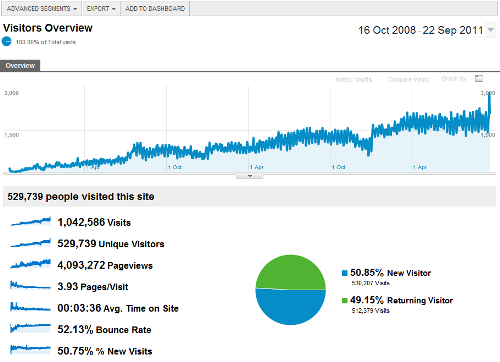 ADVANCED SEGMENTS EXPORT ADD TO DASHBOARD
Visitors Overview
16 Oct 2008 - 22 Sep 2011
100.00% of Total visits
Overview
Metric: Visits Compare Metric Graph by:
3,000 3,000
1,500 1,500
1 Apr 1 Oct 1 Apr 1 Oct 1 Apr
529,739 people visited this site
1,042,586 Visits
529,739 Unique Visitors
4,093,272 Pageviews
3.93 Pages/Visit
00:03:36 Avg. Time on Site
52.13% Bounce Rate
50.75% % New Visits
50.85% New Visitor
530,207 Visits
49.15% Returning Visitor
512,379 Visits